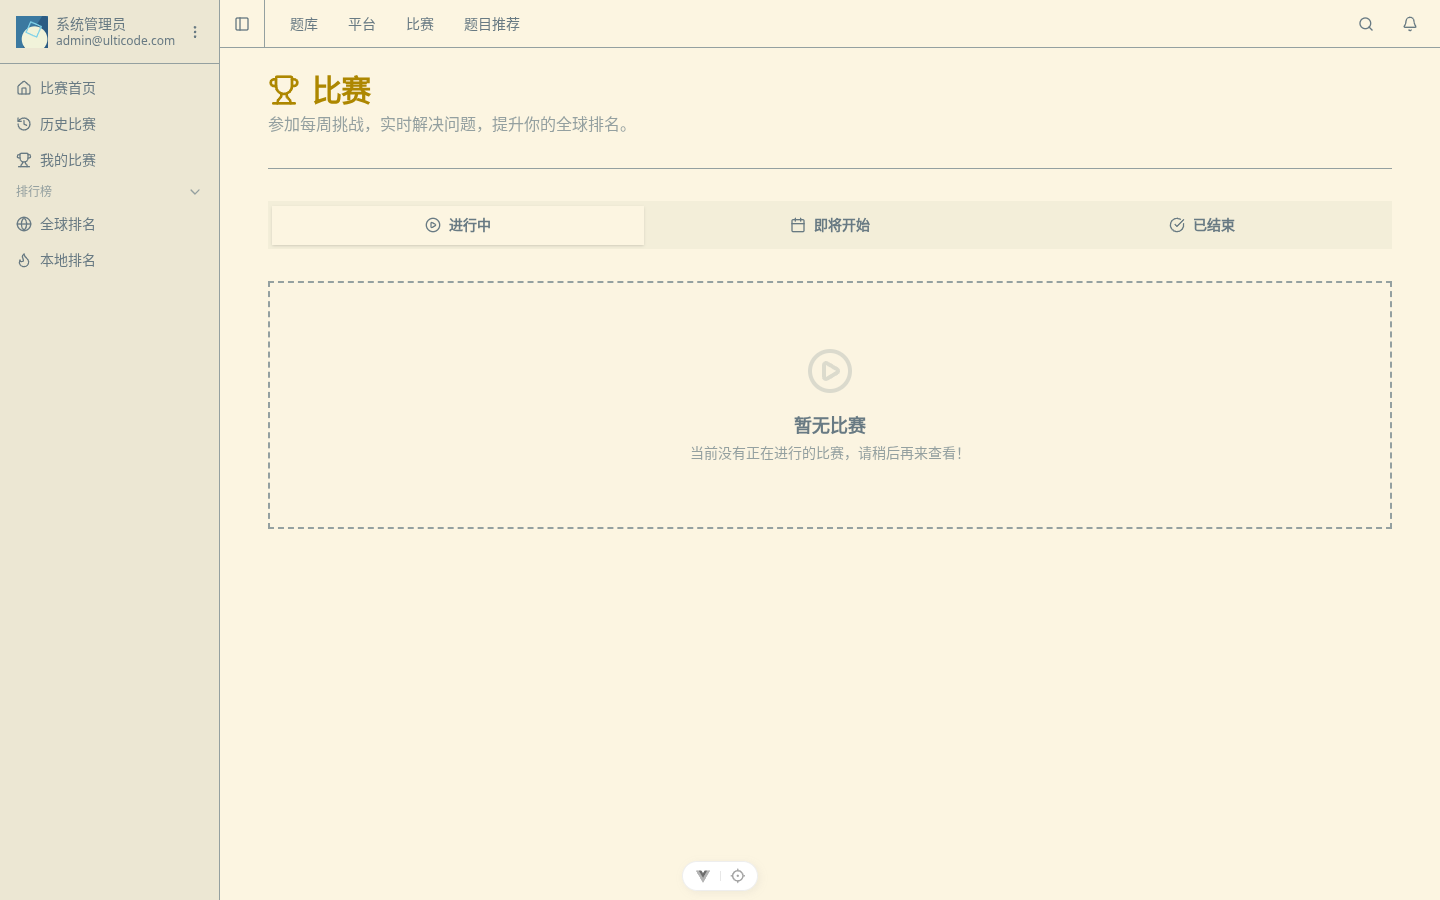 系统管理员
admin@ulticode.com
题库
平台
比赛
题目推荐
比赛首页
历史比赛
我的比赛
排行榜
全球排名
本地排名
比赛
参加每周挑战，实时解决问题，提升你的全球排名。
进行中
即将开始
已结束
暂无比赛
当前没有正在进行的比赛，请稍后再来查看！